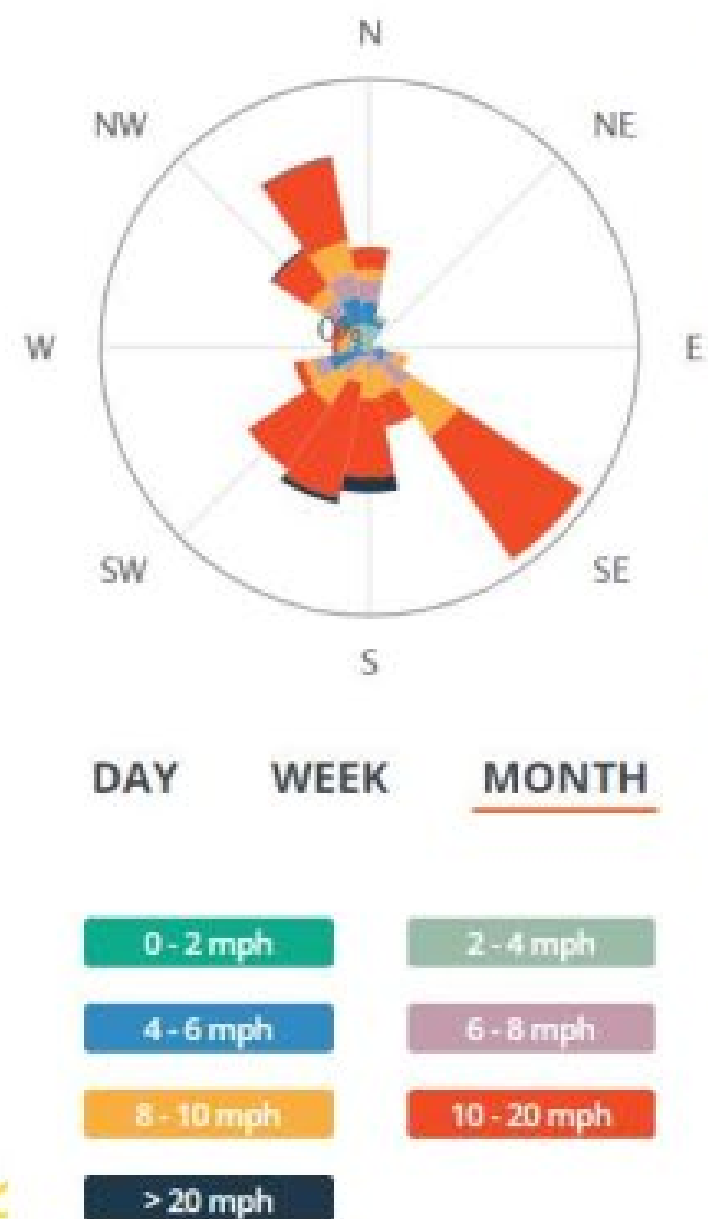 N
NW NE
W E
SW SE
S
DAY WEEK MONTH
0 - 2 mph 2 - 4 mph
4 - 6 mph 6 - 8 mph
8 - 10 mph 10 - 20 mph
> 20 mph